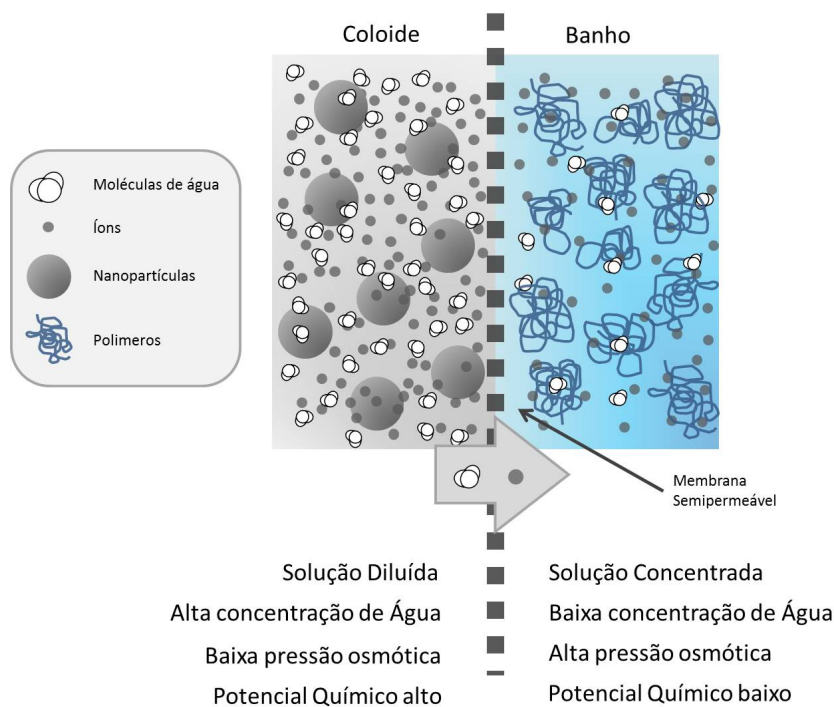 Coloide
Banho
Moléculas de água
Íons
Nanopartículas
Polimeros
Membrana
Semipermeável
Solução Diluída
Solução Concentrada
Alta concentração de Água
Baixa concentração de Água
Baixa pressão osmótica
Alta pressão osmótica
Potencial Químico alto
Potencial Químico baixo